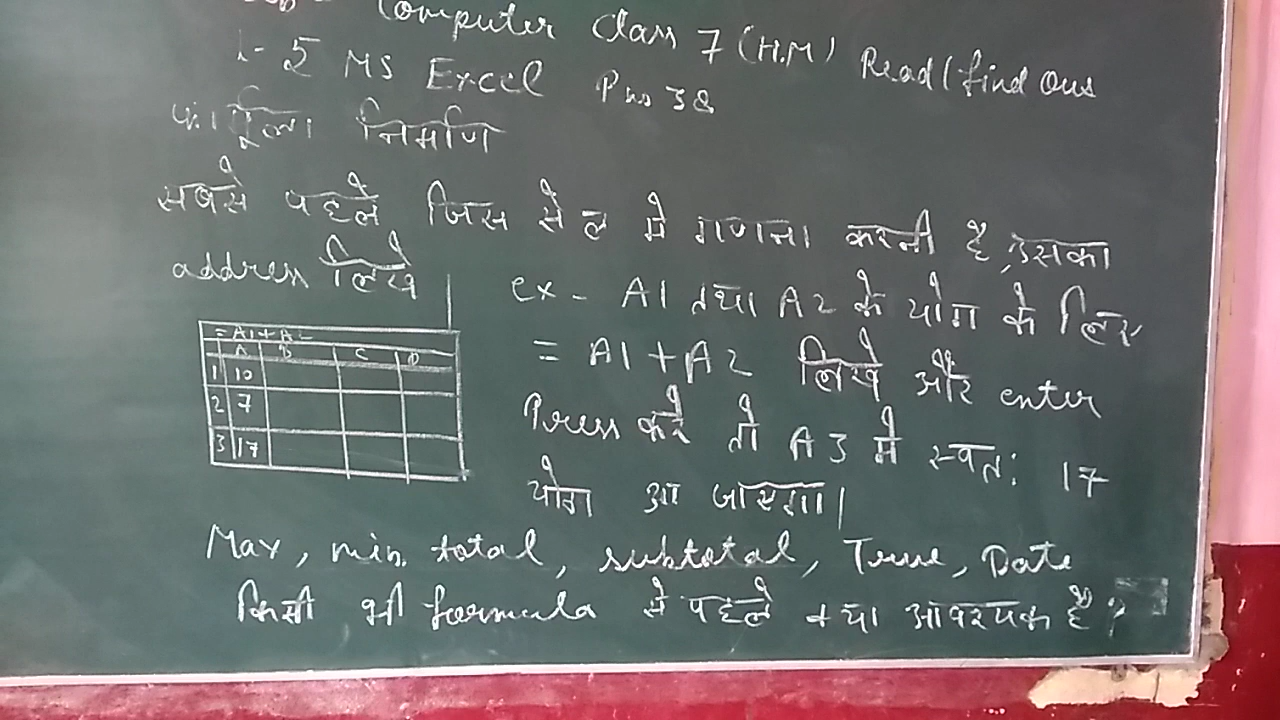 Computer Class 7 (H.M) Read/find ous
L-5 MS Excel P no 38
फार्मूला निर्माण
सबसे पहले जिस सेल मे गणना करनी है, उसका
address लिखे
ex- A1 तथा A2 के योग के लिए
= A1+A2 लिखे और enter
Press करे तो A3 मे स्वत: 17
योग आ जाएगा।
=A1+A2
A B C D
1 10
2 7
3 17
Max, min. total, subtotal, True, Date
किसी भी formula से पहले क्या आवश्यक है?